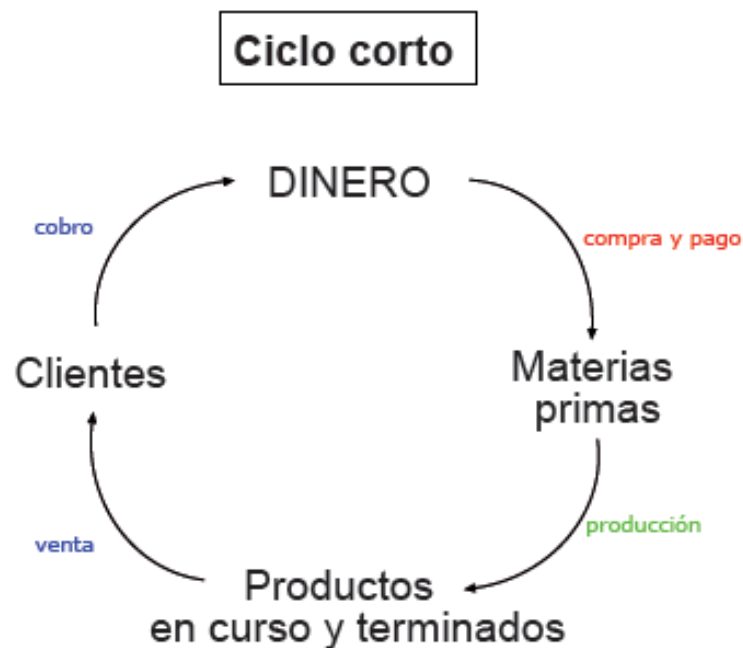 Ciclo corto
DINERO
cobro
compra y pago
Clientes
Materias
primas
venta
producción
Productos
en curso y terminados